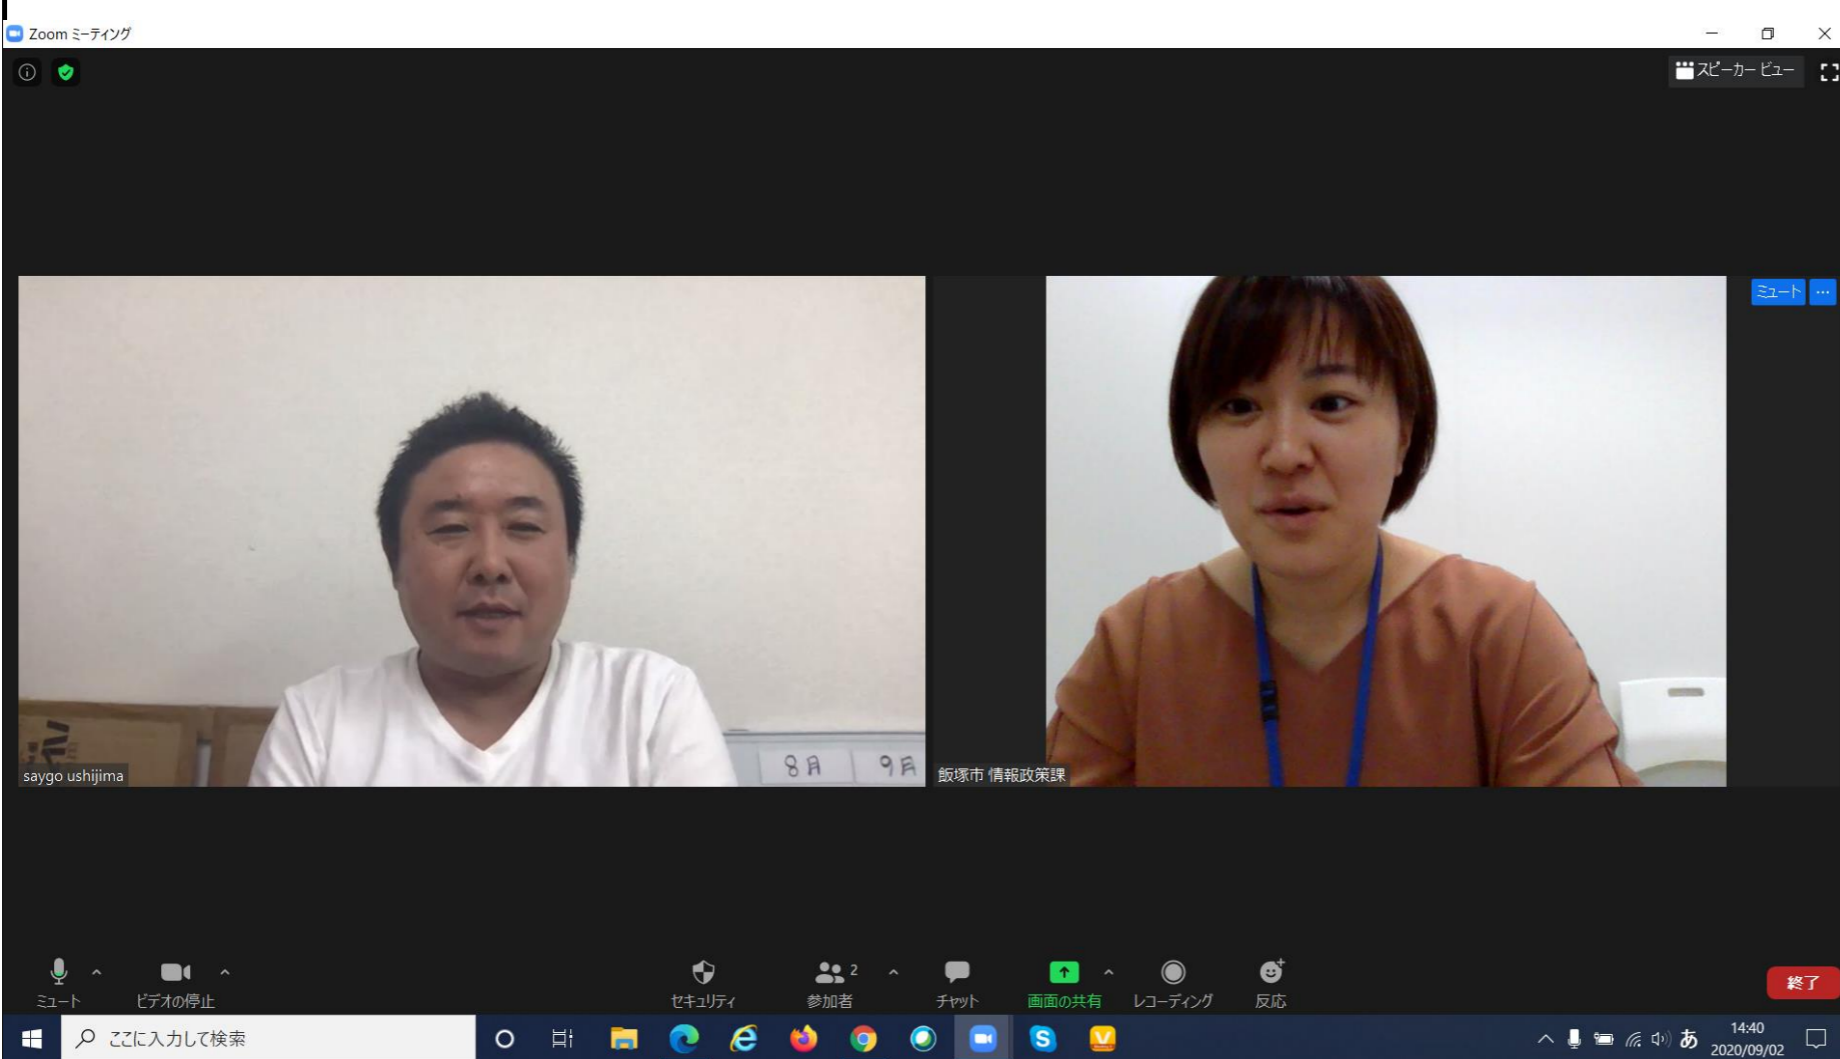 Zoom ミーティング
スピーカー ビュー
ミュート
8月 9月
saygo ushijima
飯塚市 情報政策課
ミュート
ビデオの停止
セキュリティ
2
参加者
チャット
画面の共有
レコーディング
反応
終了
ここに入力して検索
あ
14:40
2020/09/02